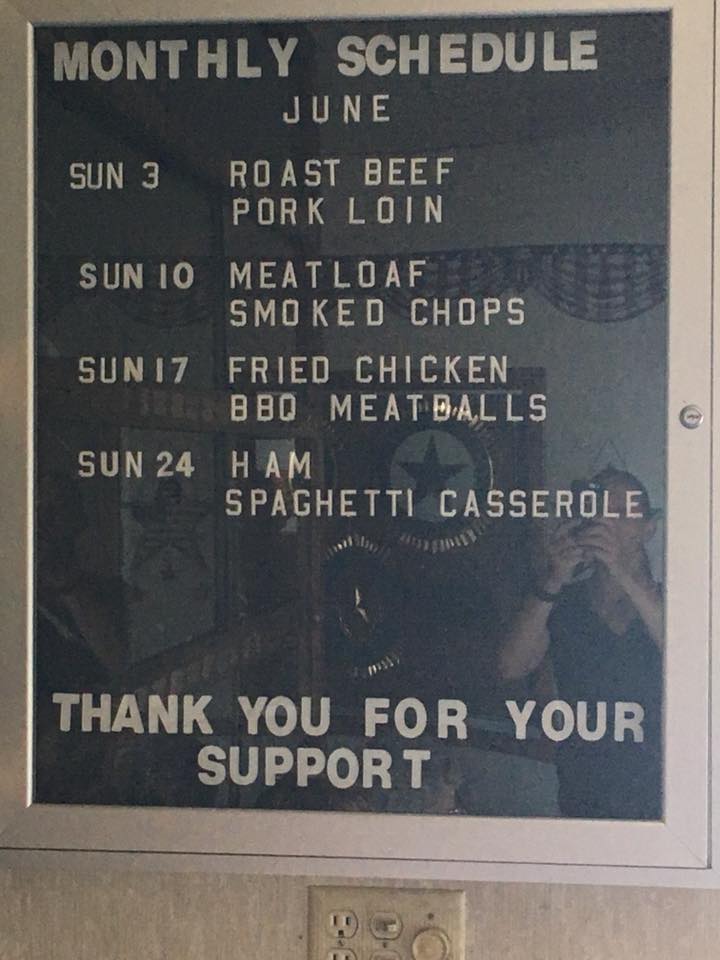 MONTHLY SCHEDULE
JUNE
SUN 3 ROAST BEEF
PORK LOIN
SUN 10 MEATLOAF
SMOKED CHOPS
SUN 17 FRIED CHICKEN
BBQ MEATBALLS
SUN 24 HAM
SPAGHETTI CASSEROLE
THANK YOU FOR YOUR
SUPPORT